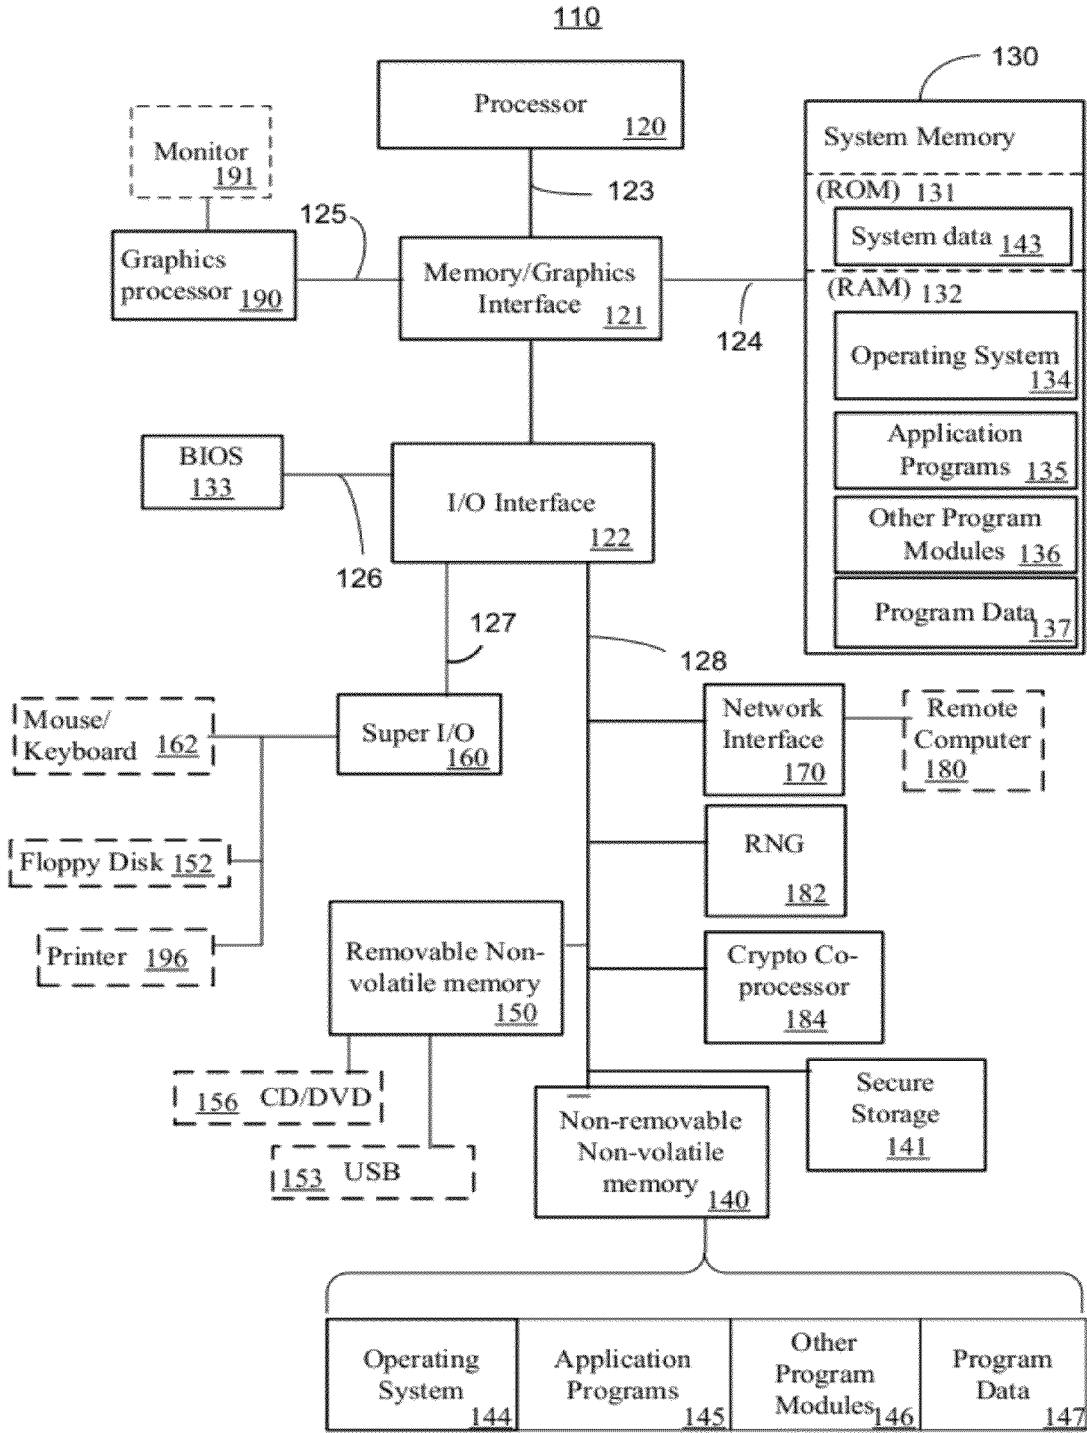 110
Processor
120
130
System Memory
(ROM) 131
System data 143
(RAM) 132
Operating System
134
Application
Programs 135
Other Program
Modules 136
Program Data
137
123
Monitor
191
125
Graphics
processor 190
Memory/Graphics
Interface
121
124
BIOS
133
126
I/O Interface
122
127
128
Mouse/
Keyboard 162
Super I/O
160
Floppy Disk 152
Printer 196
Network
Interface
170
Remote
Computer
180
RNG
182
Removable Non-
volatile memory
150
Crypto Co-
processor
184
156 CD/DVD
153 USB
Secure
Storage
141
Non-removable
Non-volatile
memory 140
Operating
System
144
Application
Programs
145
Other
Program
Modules 146
Program
Data
147